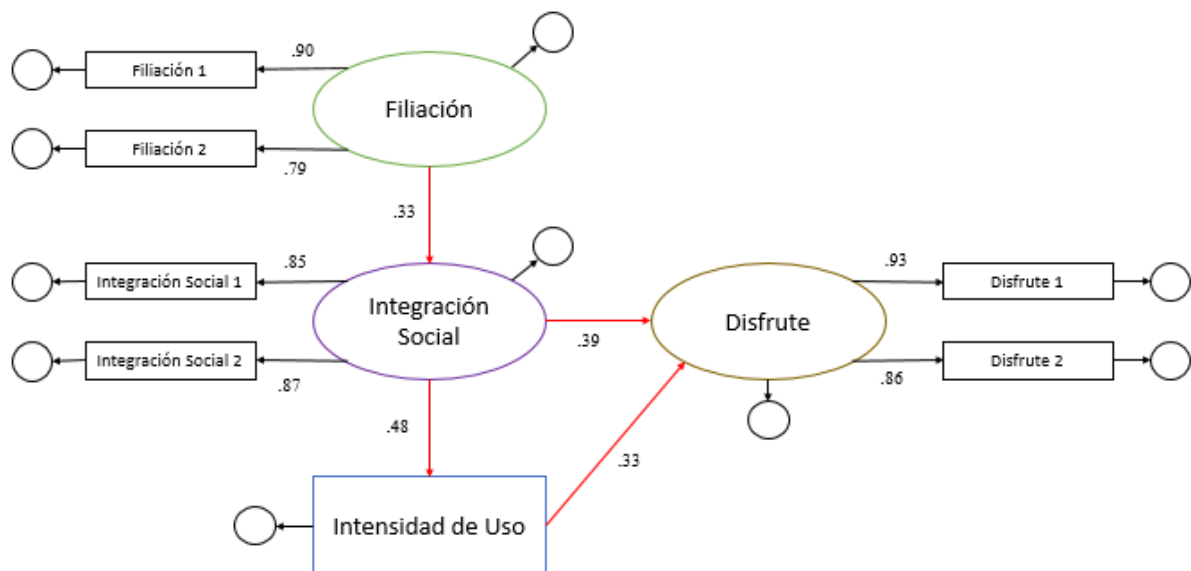 .90
Filiación 1
Filiación
Filiación 2
.79
.33
.85
Integración Social 1
Integración
Social
.93
Disfrute 1
Disfrute
.39
Integración Social 2
.87
Disfrute 2
.86
.48
.33
Intensidad de Uso